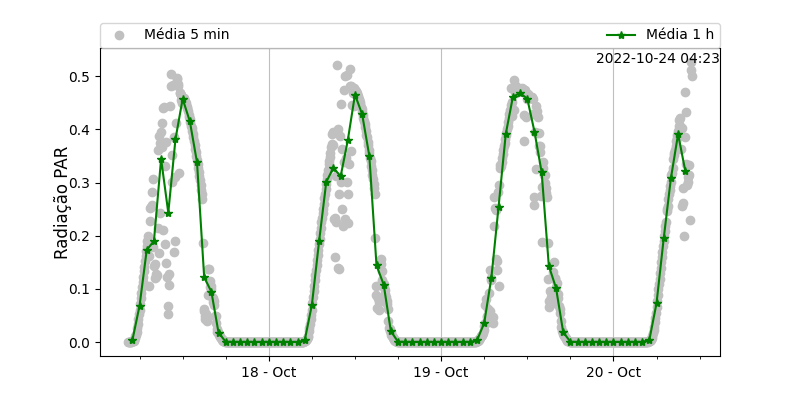 Média 5 min
Média 1 h
2022-10-24 04:23
Radiação PAR
0.5
0.4
0.3
0.2
0.1
0.0
18 - Oct
19 - Oct
20 - Oct